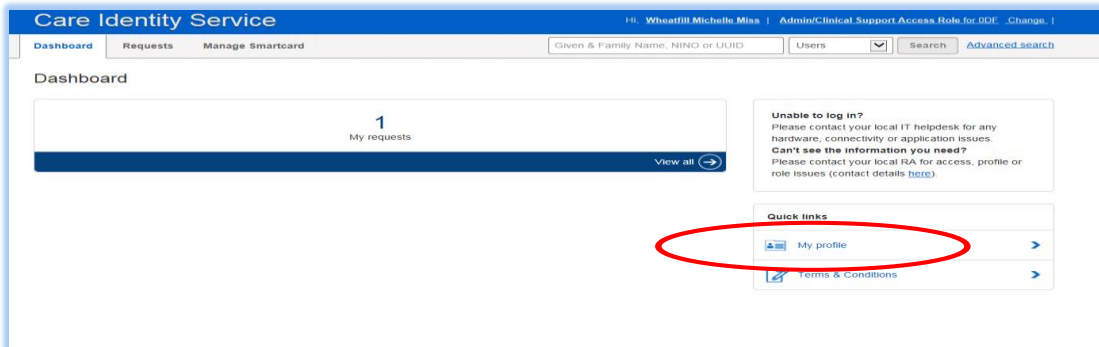 Care Identity Service
Hi, Wheatfill Michelle Miss | Admin/Clinical Support Access Role for 0DF Change |
Dashboard Requests Manage Smartcard Given & Family Name, NINO or UUID Users Search Advanced search
Dashboard
1
My requests
View all
Unable to log in?
Please contact your local IT helpdesk for any
hardware, connectivity or application issues.
Can't see the information you need?
Please contact your local RA for access, profile or
role issues (contact details here).
Quick links
My profile
Terms & Conditions